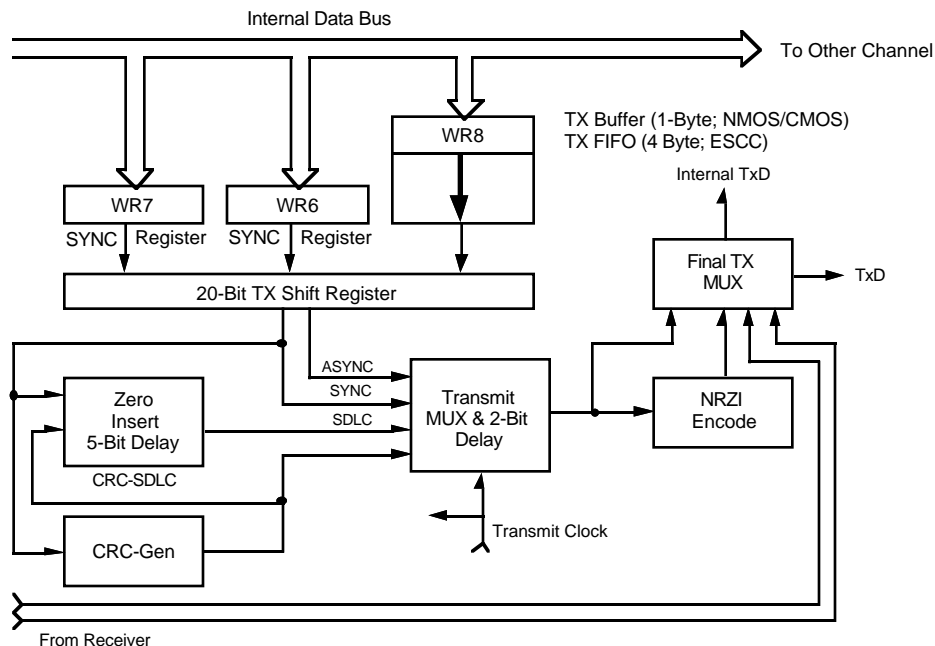 Internal Data Bus
To Other Channel
TX Buffer (1-Byte; NMOS/CMOS)
TX FIFO (4 Byte; ESCC)
WR8
Internal TxD
WR7
WR6
SYNC Register
SYNC Register
Final TX
MUX
TxD
20-Bit TX Shift Register
ASYNC
SYNC
SDLC
Zero
Insert
5-Bit Delay
Transmit
MUX & 2-Bit
Delay
NRZI
Encode
CRC-SDLC
Transmit Clock
CRC-Gen
From Receiver